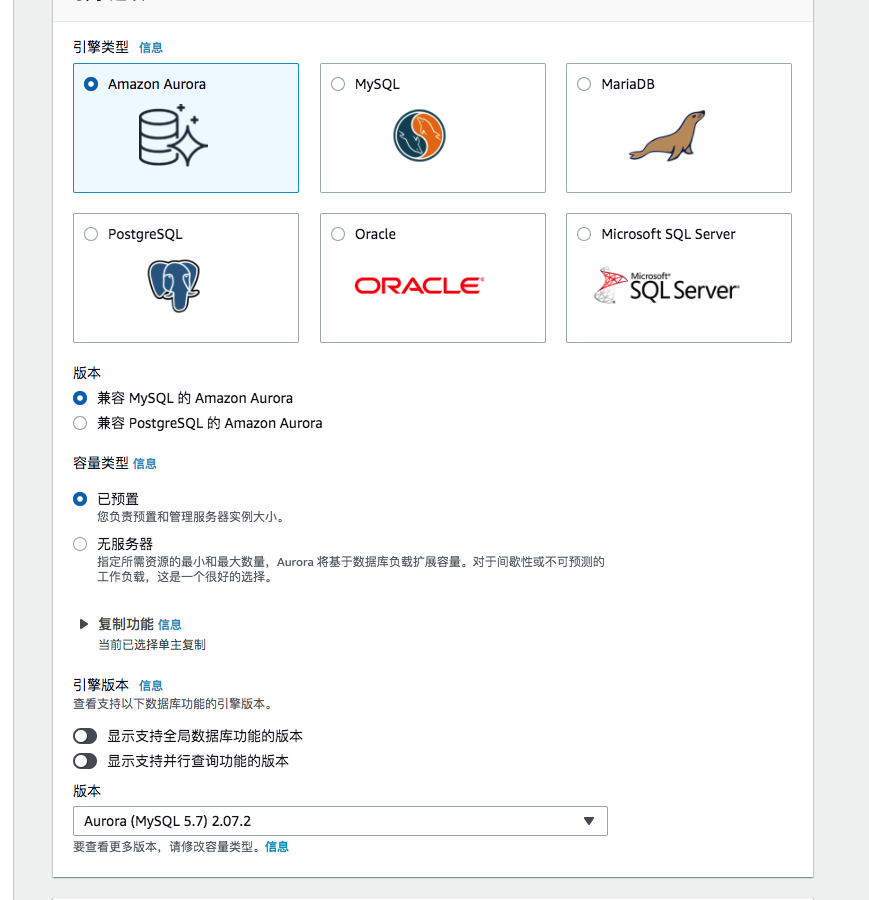 引擎类型 信息
Amazon Aurora
MySQL
MariaDB
PostgreSQL
Oracle
Microsoft SQL Server
ORACLE®
Microsoft®
SQL Server®
版本
兼容 MySQL 的 Amazon Aurora
兼容 PostgreSQL 的 Amazon Aurora
容量类型 信息
已预置
您负责预置和管理服务器实例大小。
无服务器
指定所需资源的最小和最大数量，Aurora 将基于数据库负载扩展容量。对于间歇性或不可预测的
工作负载，这是一个很好的选择。
复制功能 信息
当前已选择单主复制
引擎版本 信息
查看支持以下数据库功能的引擎版本。
显示支持全局数据库功能的版本
显示支持并行查询功能的版本
版本
Aurora (MySQL 5.7) 2.07.2
要查看更多版本，请修改容量类型。信息